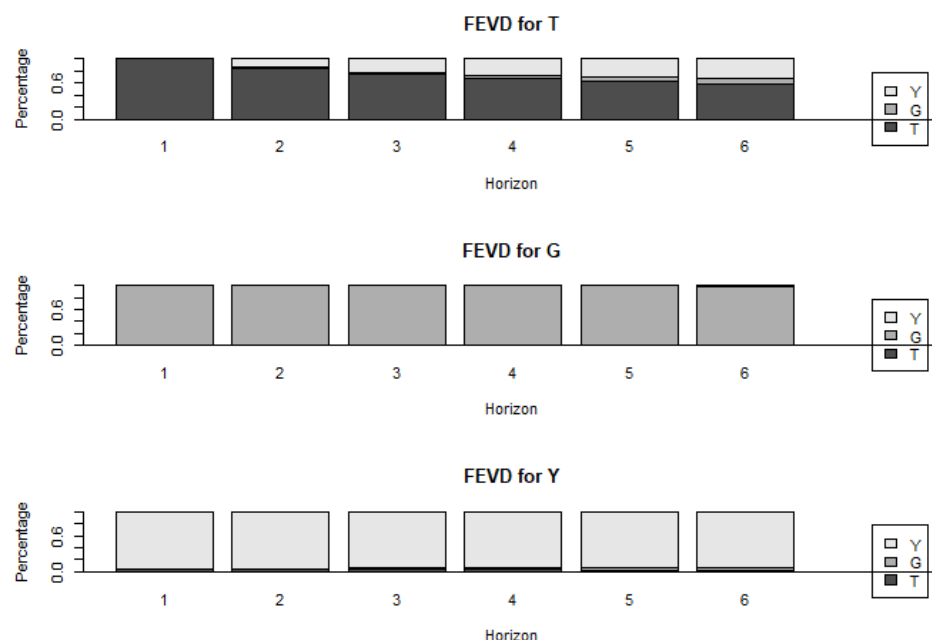 FEVD for T
Percentage
0.0 0.6
Y
G
T
1 2 3 4 5 6
Horizon
FEVD for G
Percentage
0.0 0.6
Y
G
T
1 2 3 4 5 6
Horizon
FEVD for Y
Percentage
0.0 0.6
Y
G
T
1 2 3 4 5 6
Horizon